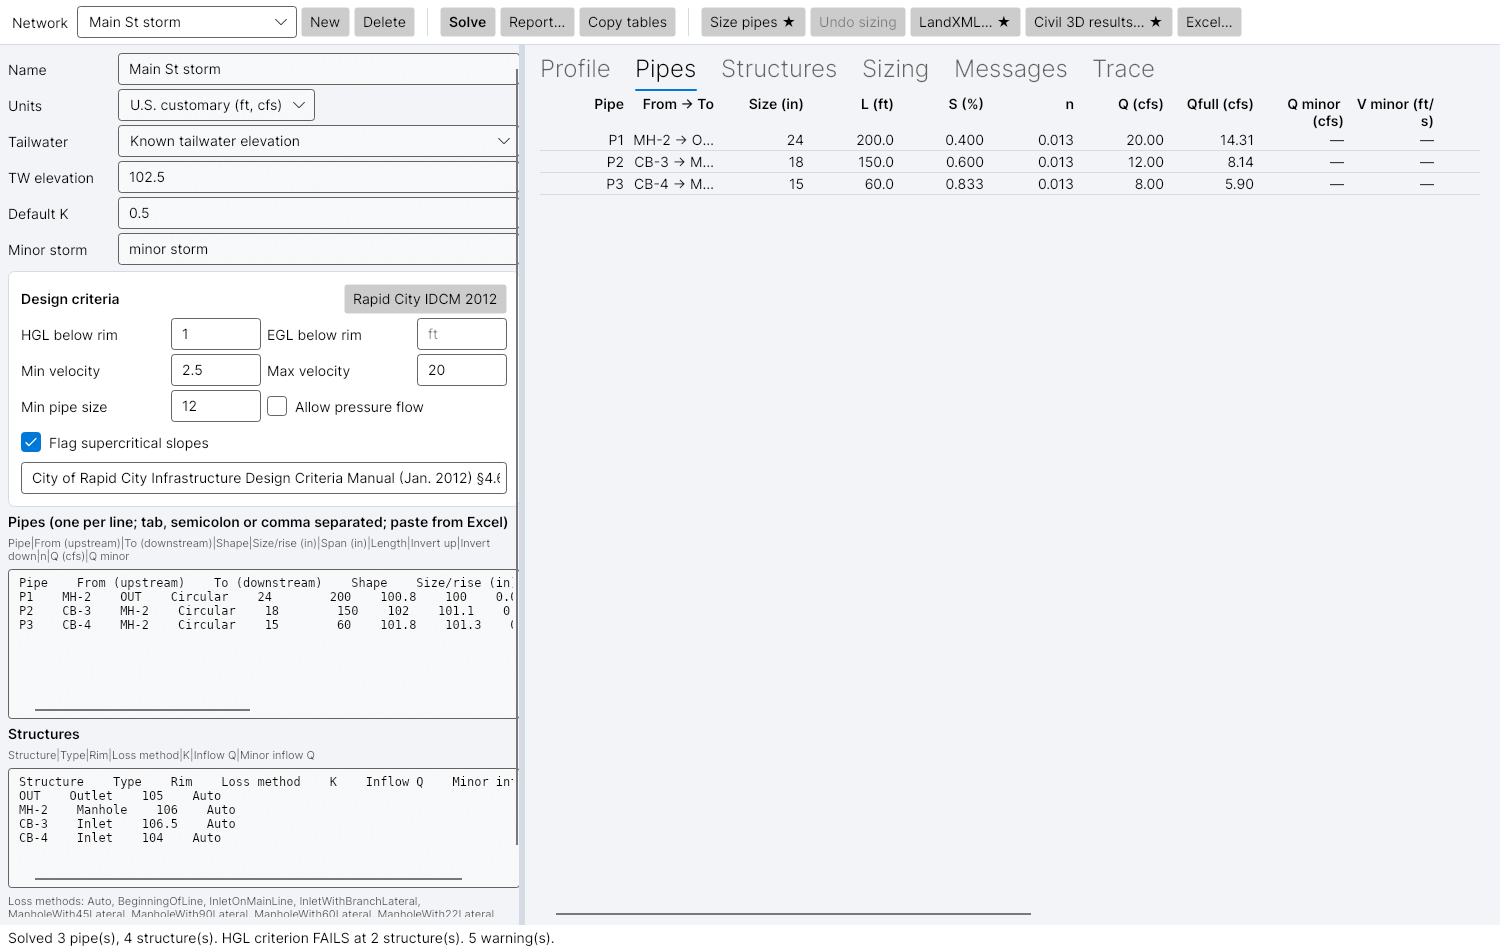 Network Main St storm New Delete Solve Report... Copy tables Size pipes ★ Undo sizing LandXML... ★ Civil 3D results... ★ Excel...
Name Main St storm
Units U.S. customary (ft, cfs)
Tailwater Known tailwater elevation
TW elevation 102.5
Default K 0.5
Minor storm minor storm
Design criteria Rapid City IDCM 2012
HGL below rim 1 EGL below rim ft
Min velocity 2.5 Max velocity 20
Min pipe size 12 Allow pressure flow
Flag supercritical slopes
City of Rapid City Infrastructure Design Criteria Manual (Jan. 2012) §4.6
Pipes (one per line; tab, semicolon or comma separated; paste from Excel)
Pipe|From (upstream)|To (downstream)|Shape|Size/rise (in)|Span (in)|Length|Invert up|Invert
down|n|Q (cfs)|Q minor
Pipe From (upstream) To (downstream) Shape Size/rise (in)
P1 MH-2 OUT Circular 24 200 100.8 100 0.0
P2 CB-3 MH-2 Circular 18 150 102 101.1 0
P3 CB-4 MH-2 Circular 15 60 101.8 101.3
Structures
Structure|Type|Rim|Loss method|K|Inflow Q|Minor inflow Q
Structure Type Rim Loss method K Inflow Q Minor inf
OUT Outlet 105 Auto
MH-2 Manhole 106 Auto
CB-3 Inlet 106.5 Auto
CB-4 Inlet 104 Auto
Loss methods: Auto, BeginningOfLine, InletOnMainLine, InletWithBranchLateral,
ManholeWith45Lateral, ManholeWith90Lateral, ManholeWith60Lateral, ManholeWith22Lateral
Profile Pipes Structures Sizing Messages Trace
Pipe From → To Size (in) L (ft) S (%) n Q (cfs) Qfull (cfs) Q minor V minor (ft/
(cfs) s)
P1 MH-2 → O... 24 200.0 0.400 0.013 20.00 14.31 — —
P2 CB-3 → M... 18 150.0 0.600 0.013 12.00 8.14 — —
P3 CB-4 → M... 15 60.0 0.833 0.013 8.00 5.90 — —
Solved 3 pipe(s), 4 structure(s). HGL criterion FAILS at 2 structure(s). 5 warning(s).